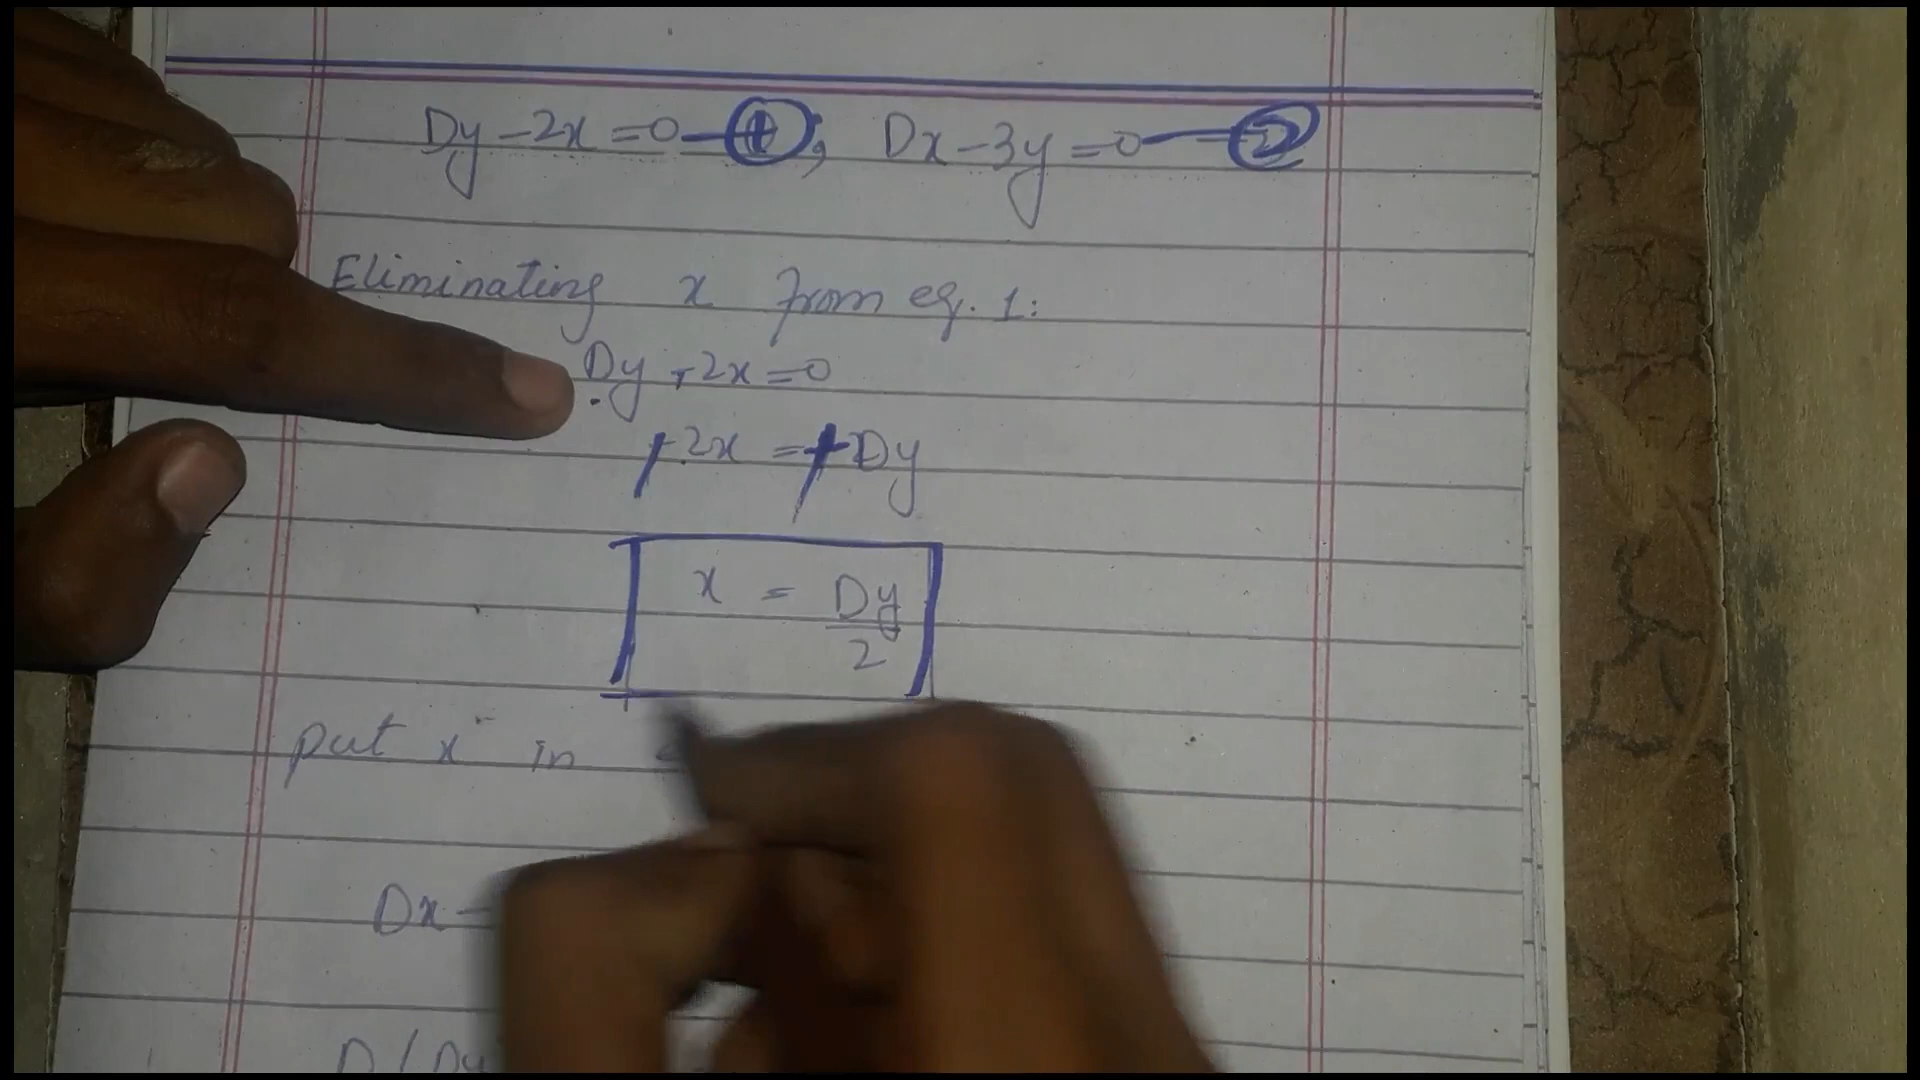 Dy - 2x = 0 — ①; Dx - 3y = 0 — ②
Eliminating x from eq. 1:
Dy - 2x = 0
-2x = -Dy
x = Dy/2
put x in
Dx -
D (Dy